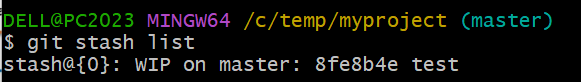 DELL@PC2023 MINGW64 /c/temp/myproject (master)
$ git stash list
stash@{0}: WIP on master: 8fe8b4e test